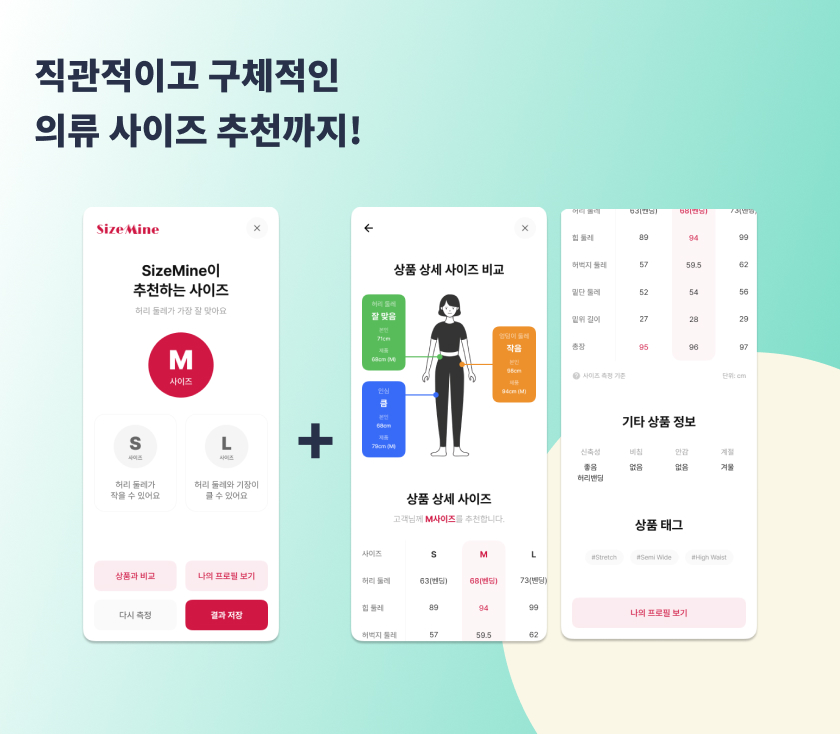 직관적이고 구체적인
의류 사이즈 추천까지!
SizeMine
SizeMine이
추천하는 사이즈
허리 둘레가 가장 잘 맞아요
M
사이즈
S
사이즈
L
사이즈
허리 둘레가
작을 수 있어요
허리 둘레와 기장이
클 수 있어요
상품과 비교
나의 프로필 보기
다시 측정
결과 저장
+
상품 상세 사이즈 비교
허리 둘레
잘 맞음
본인
71cm
제품
68cm (M)
엉덩이 둘레
작음
본인
98cm
제품
94cm (M)
안심
큼
본인
68cm
제품
79cm (M)
상품 상세 사이즈
고객님께 M사이즈를 추천합니다.
사이즈 S M L
허리 둘레 63(밴딩) 68(밴딩) 73(밴딩)
힙 둘레 89 94 99
허벅지 둘레 57 59.5 62
허리 둘레 63(밴딩) 68(밴딩) 73(밴딩)
힙 둘레 89 94 99
허벅지 둘레 57 59.5 62
밑단 둘레 52 54 56
밑위 길이 27 28 29
총장 95 96 97
? 사이즈 측정 기준
단위: cm
기타 상품 정보
신축성 비침 안감 계절
좋음 없음 없음 겨울
허리밴딩
상품 태그
#Stretch #Semi Wide #High Waist
나의 프로필 보기